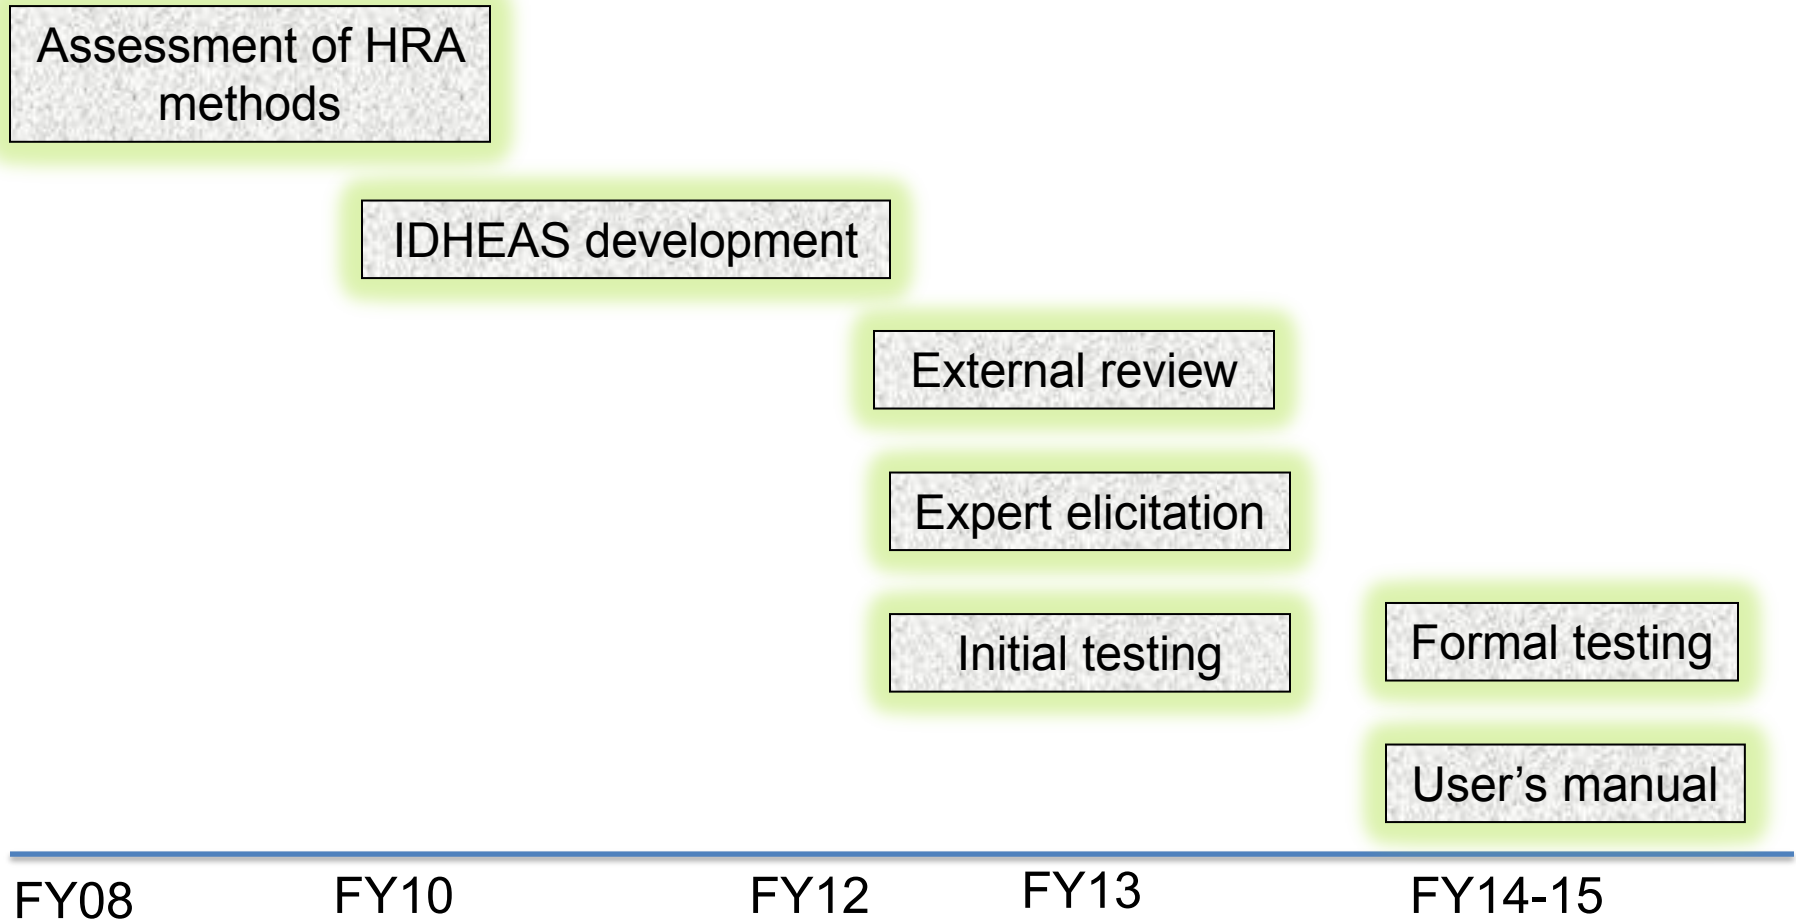 Assessment of HRA
methods
IDHEAS development
External review
Expert elicitation
Initial testing
Formal testing
User’s manual
FY08
FY10
FY12
FY13
FY14-15